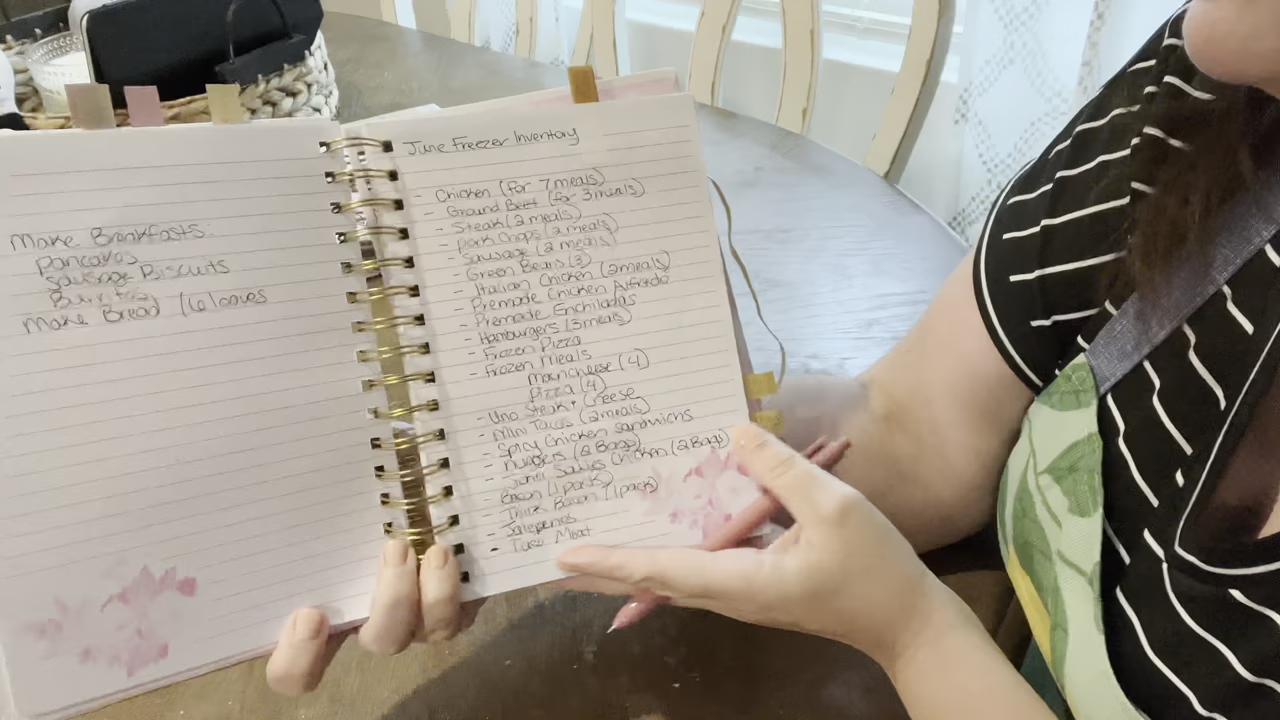 Make Breakfasts:
Pancakes
Sausage Biscuits
Burritos
Make Bread (6 loaves
June Freezer Inventory
- Chicken (for 7 meals)
- Ground Beef (for 3 meals)
- Steak (2 meals)
- Pork Chops (2 meals)
- Sausage (2 meals)
- Green Beans (3)
- Italian Chicken (2 meals)
- Premade Chicken Alfredo
- Premade Enchiladas
- Hamburgers (3 meals)
- Frozen Pizza
- Frozen Meals
Mac n cheese (4)
Pizza (4)
- Uno Steak + Cheese
- Mini Tacos (2 meals)
- Spicy Chicken Sandwichs
- Nuggets (2 Bags)
- Chicken (2 Bags)
- Bacon (1 pack)
- Thick Bacon (1 pack)
- Jalepenos
- Taco Meat